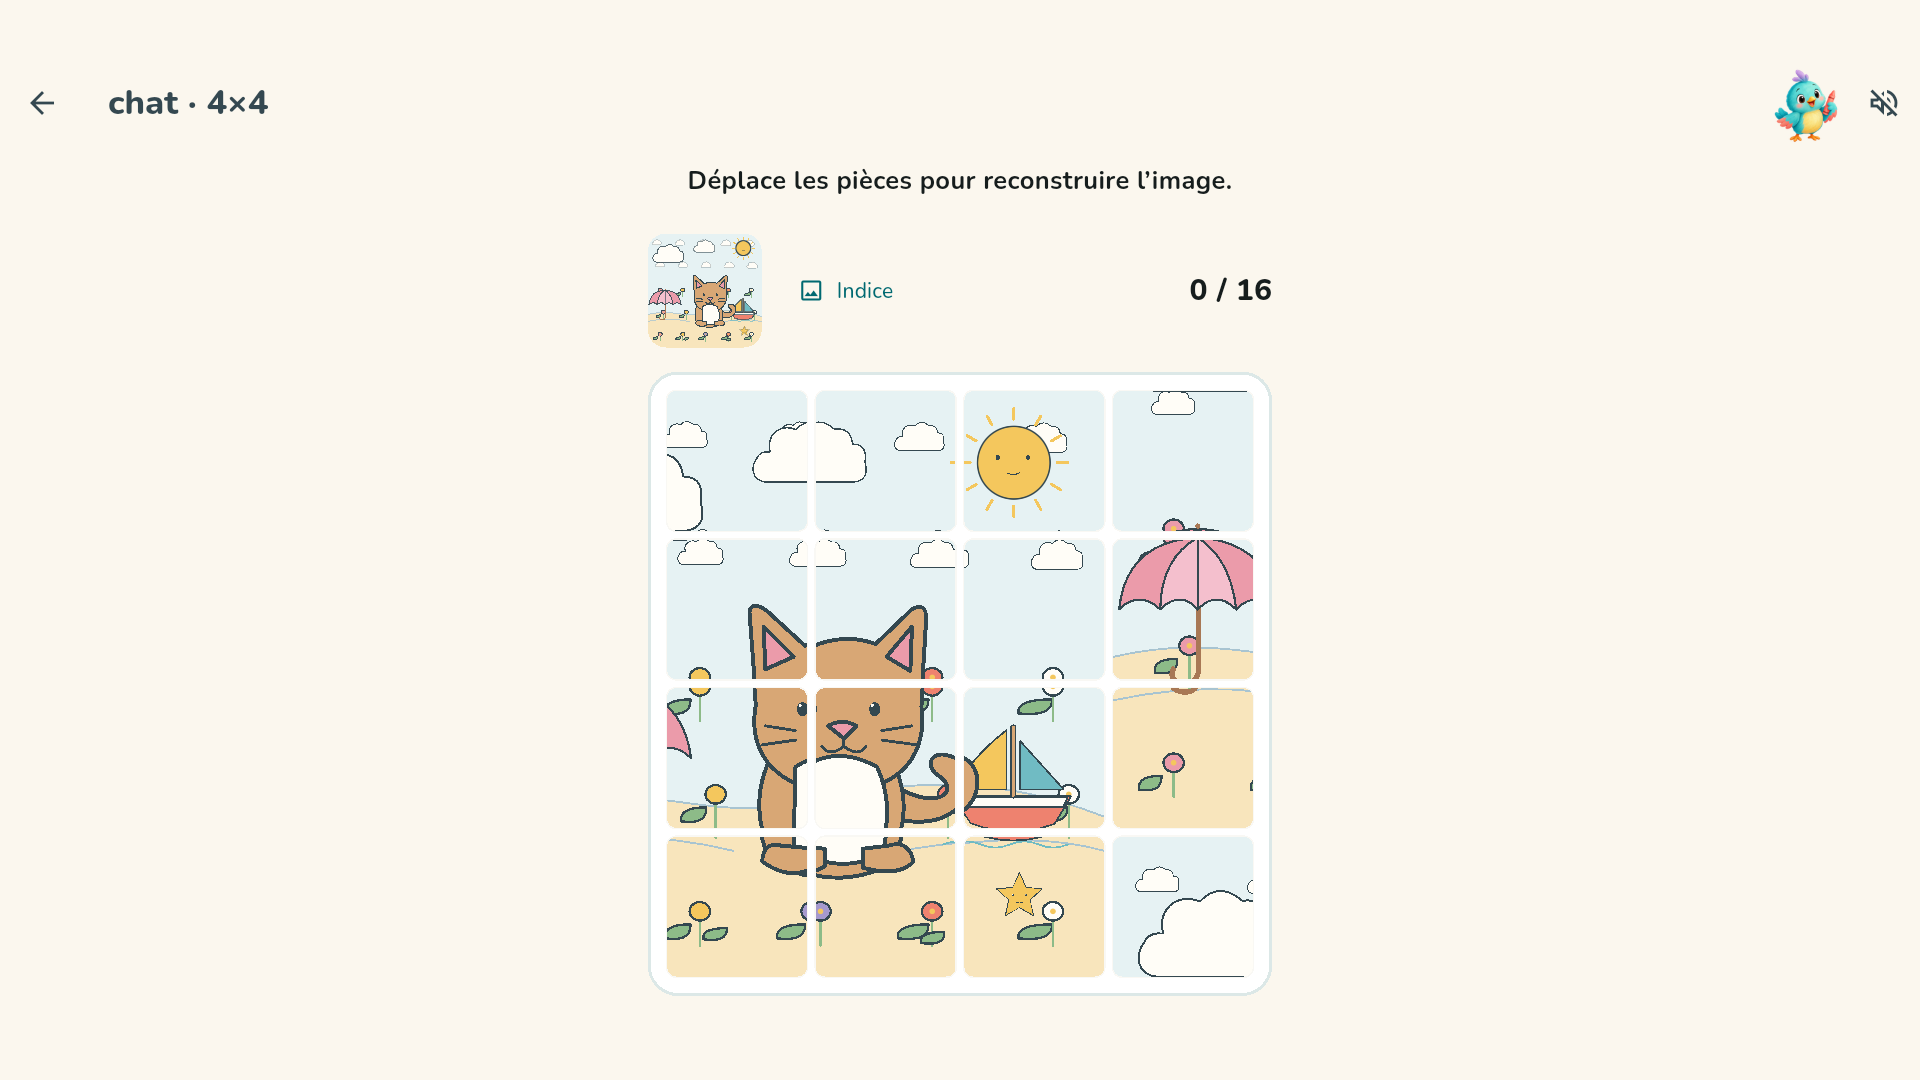 chat · 4×4
Déplace les pièces pour reconstruire l’image.
Indice
0 / 16